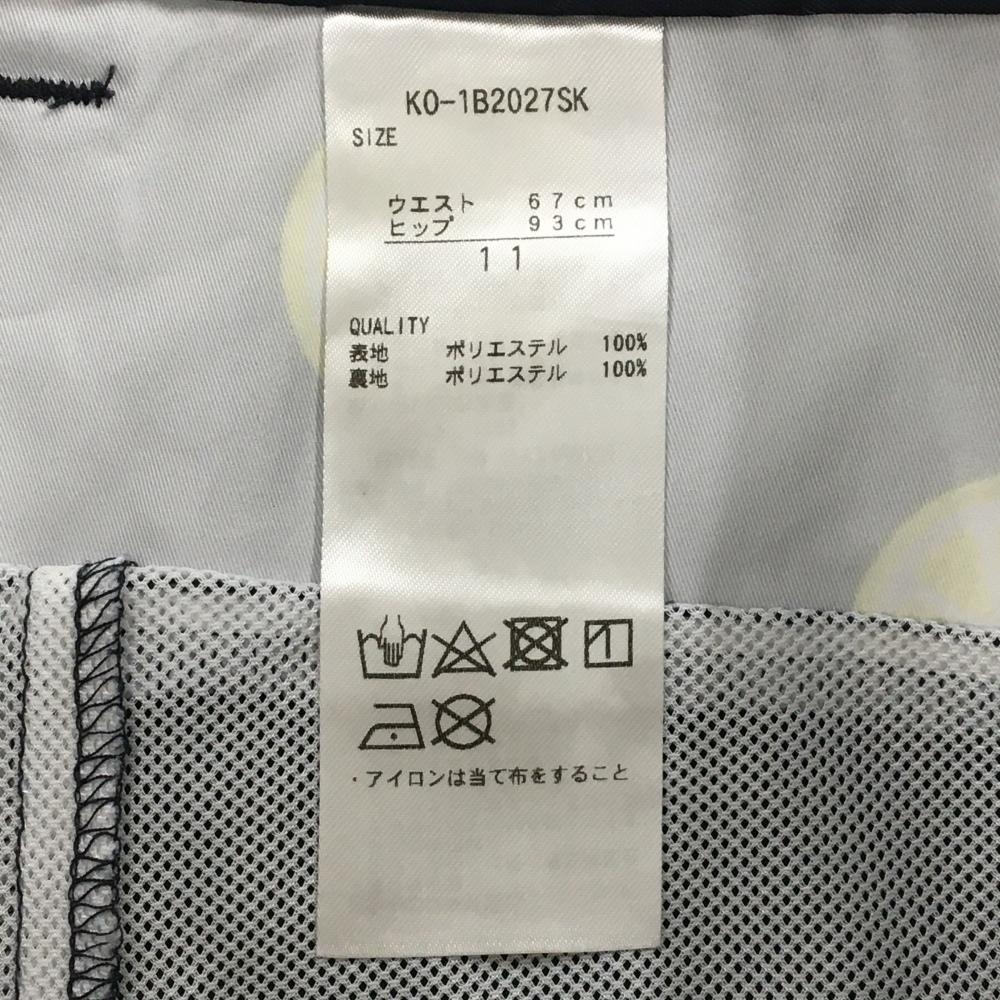 KO-1B2027SK
SIZE
ウエスト 67cm
ヒップ 93cm
11
QUALITY
表地 ポリエステル 100%
裏地 ポリエステル 100%
・アイロンは当て布をすること